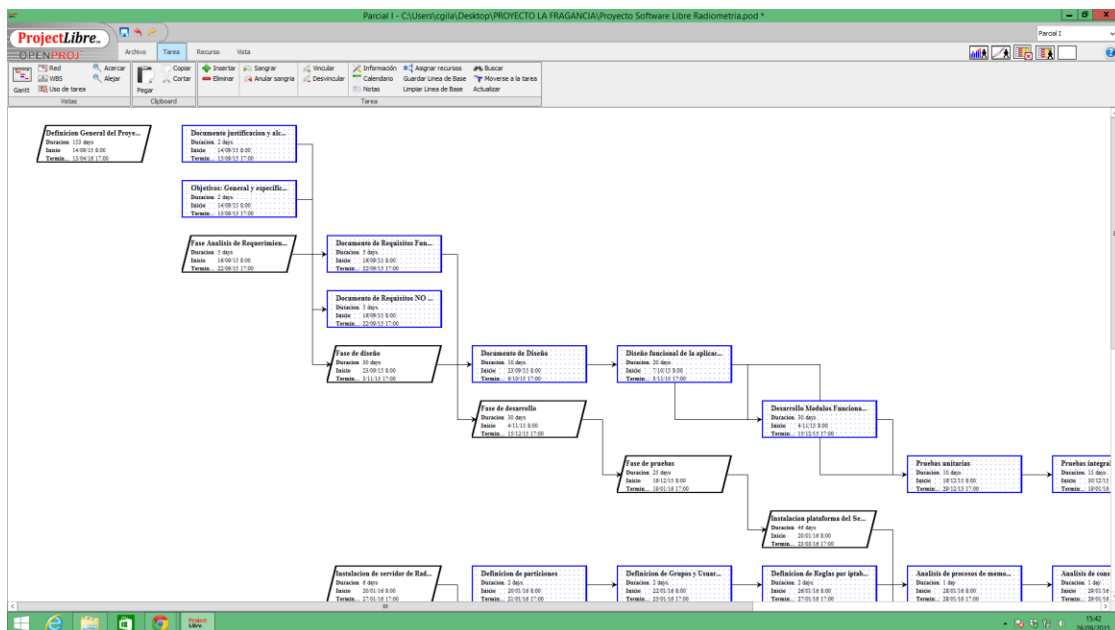 Parcial I - C:\Users\cgila\Desktop\PROYECTO LA FRAGANCIA\Proyecto Software Libre Radiometria.pod *
ProjectLibre
OPENPROJ
Archivo Tarea Recurso Vista
Parcial I
Gantt
Red
WBS
Uso de tarea
Acercar
Alejar
Vistas
Pegar
Copiar
Cortar
Clipboard
Insertar
Eliminar
Sangrar
Anular sangria
Vincular
Desvincular
Información
Calendario
Notas
Asignar recursos
Guardar Linea de Base
Limpiar Linea de Base
Buscar
Moverse a la tarea
Actualizar
Tarea
Definicion General del Proye...
Duracion 153 days
Inicio 14/09/15 8:00
Termin... 13/04/16 17:00
Documento justificacion y alc...
Duracion 2 days
Inicio 14/09/15 8:00
Termin... 15/09/15 17:00
Objetivos: General y especific...
Duracion 2 days
Inicio 14/09/15 8:00
Termin... 15/09/15 17:00
Fase Analisis de Requerimien...
Duracion 5 days
Inicio 16/09/15 8:00
Termin... 22/09/15 17:00
Documento de Requisitos Fun...
Duracion 5 days
Inicio 16/09/15 8:00
Termin... 22/09/15 17:00
Documento de Requisitos NO ...
Duracion 5 days
Inicio 16/09/15 8:00
Termin... 22/09/15 17:00
Fase de diseño
Duracion 30 days
Inicio 23/09/15 8:00
Termin... 3/11/15 17:00
Documento de Diseño
Duracion 10 days
Inicio 23/09/15 8:00
Termin... 6/10/15 17:00
Diseño funcional de la aplicac...
Duracion 20 days
Inicio 7/10/15 8:00
Termin... 3/11/15 17:00
Fase de desarrollo
Duracion 30 days
Inicio 4/11/15 8:00
Termin... 15/12/15 17:00
Desarrollo Modulos Funciona...
Duracion 30 days
Inicio 4/11/15 8:00
Termin... 15/12/15 17:00
Fase de pruebas
Duracion 25 days
Inicio 16/12/15 8:00
Termin... 19/01/16 17:00
Pruebas unitarias
Duracion 10 days
Inicio 16/12/15 8:00
Termin... 29/12/15 17:00
Pruebas integral
Duracion 15 days
Inicio 30/12/15
Termin... 19/01/16
Instalacion plataforma del Se...
Duracion 46 days
Inicio 20/01/16 8:00
Termin... 23/03/16 17:00
Instalacion de servidor de Rad...
Duracion 6 days
Inicio 20/01/16 8:00
Termin... 27/01/16 17:00
Definicion de particiones
Duracion 2 days
Inicio 20/01/16 8:00
Termin... 21/01/16 17:00
Definicion de Grupos y Usuar...
Duracion 2 days
Inicio 22/01/16 8:00
Termin... 25/01/16 17:00
Definicion de Reglas por iptab...
Duracion 2 days
Inicio 26/01/16 8:00
Termin... 27/01/16 17:00
Analisis de procesos de memo...
Duracion 1 day
Inicio 28/01/16 8:00
Termin... 28/01/16 17:00
Analisis de cons
Duracion 1 day
Inicio 29/01/16
Termin... 29/01/16
Project Libre
15:42
26/08/2015